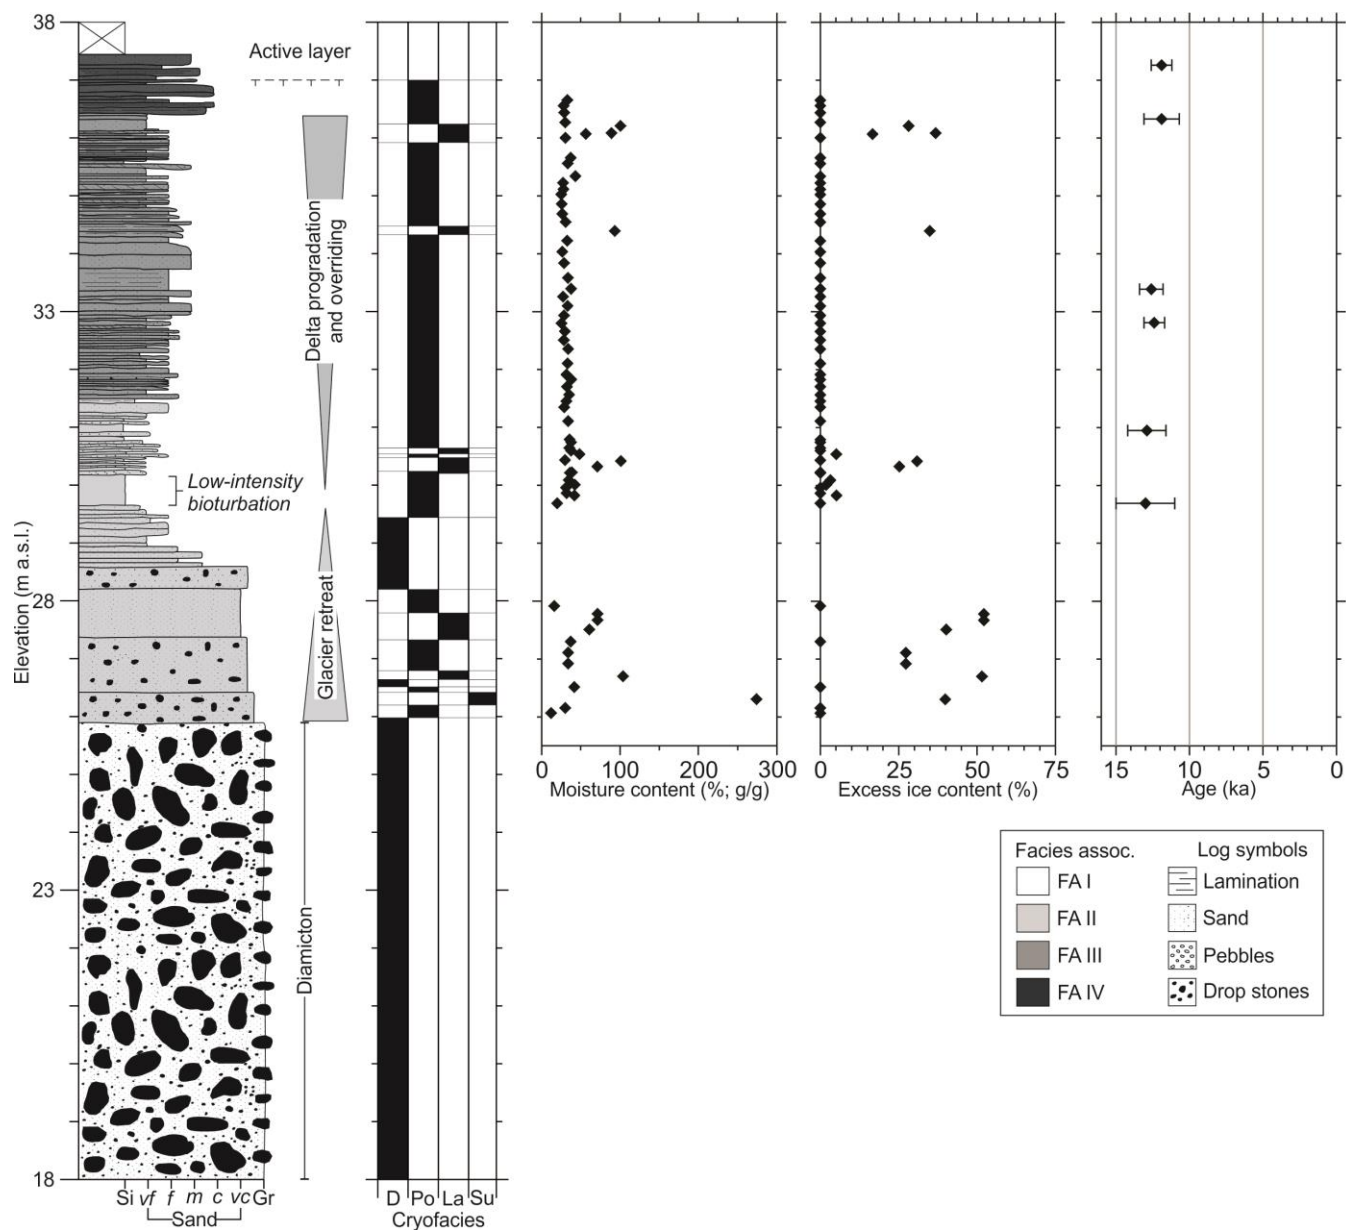 38
33
28
23
18
Elevation (m a.s.l.)
Si vf f m c vc Gr
Sand
Active layer
Delta progradation
and overriding
Low-intensity
bioturbation
Glacier retreat
Diamicton
D Po La Su
Cryofacies
0 100 200 300
Moisture content (%; g/g)
0 25 50 75
Excess ice content (%)
15 10 5 0
Age (ka)
Facies assoc.
FA I
FA II
FA III
FA IV
Log symbols
Lamination
Sand
Pebbles
Drop stones